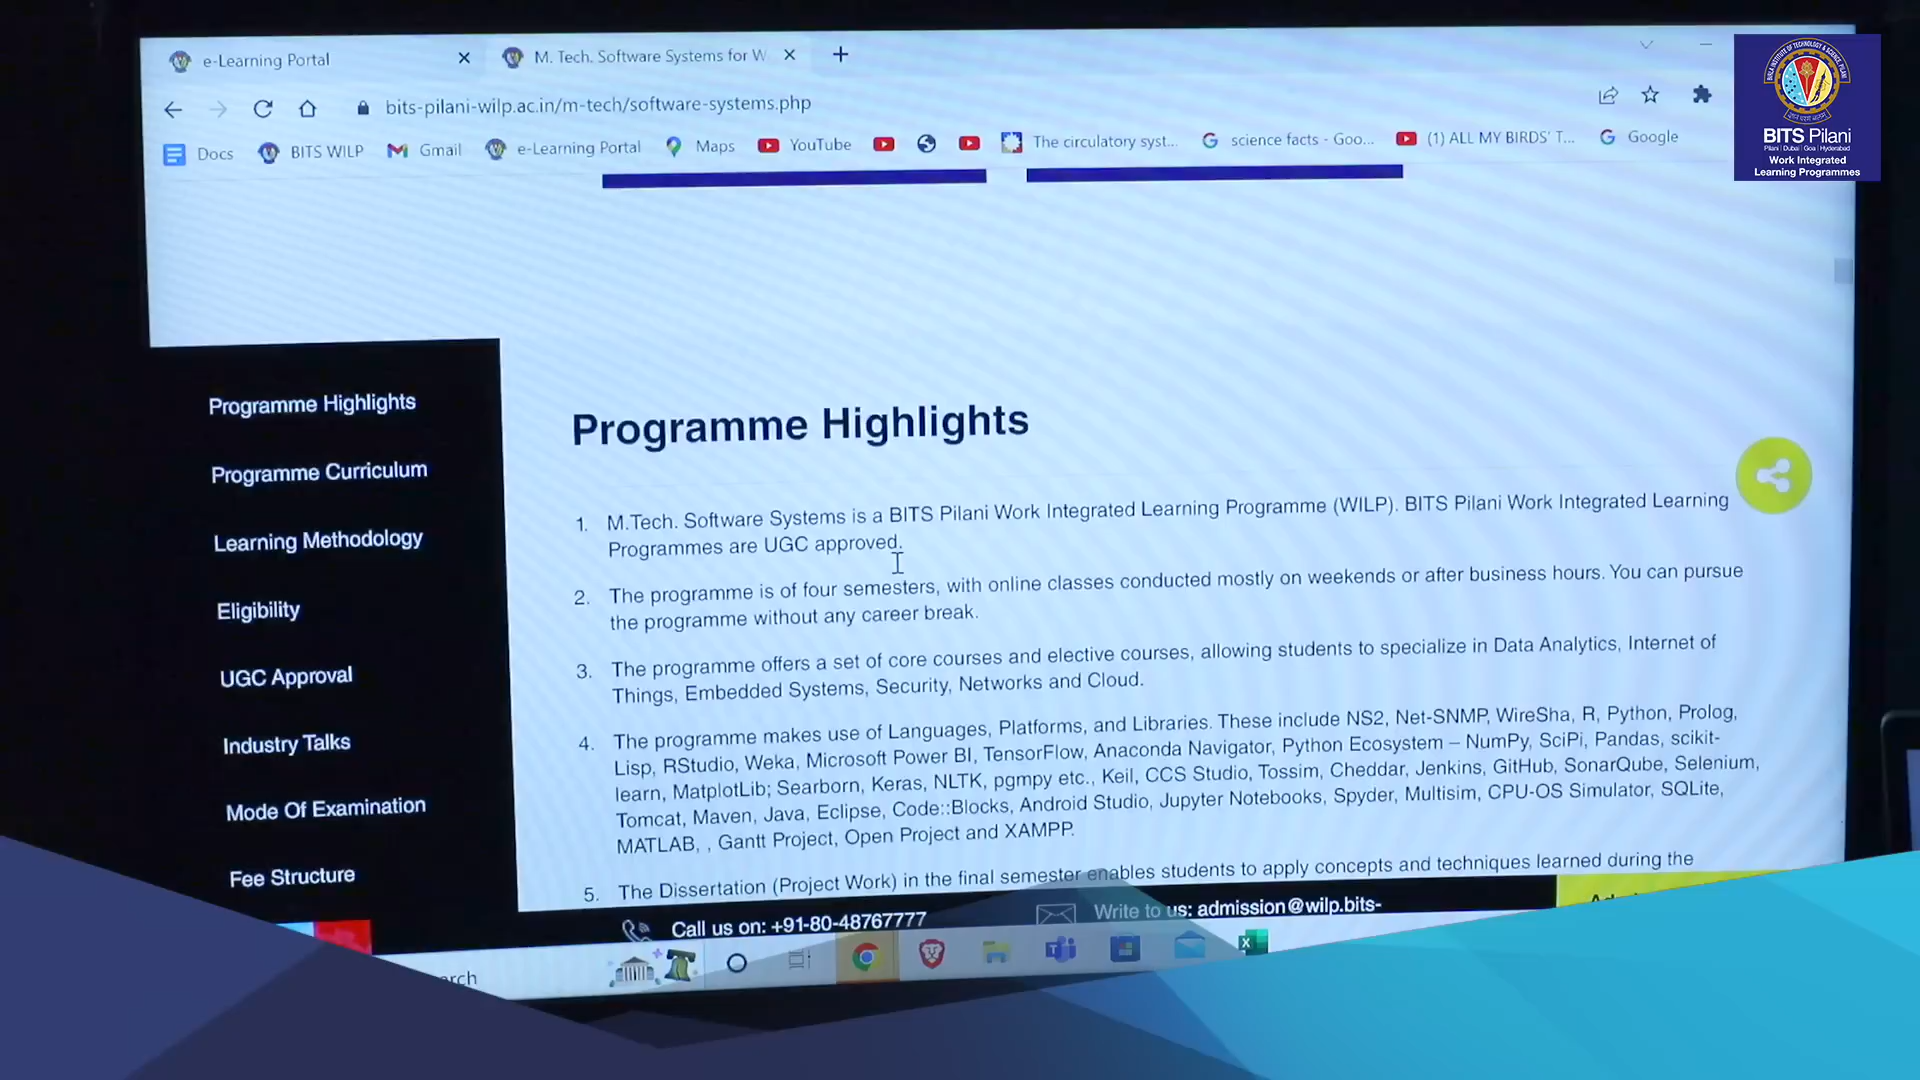 e-Learning Portal
M. Tech. Software Systems for W
bits-pilani-wilp.ac.in/m-tech/software-systems.php
Docs
BITS WILP
Gmail
e-Learning Portal
Maps
YouTube
The circulatory syst...
science facts - Goo...
(1) ALL MY BIRDS' T...
Google
BITS Pilani
Pilani | Dubai | Goa | Hyderabad
Work Integrated
Learning Programmes
Programme Highlights
Programme Curriculum
Learning Methodology
Eligibility
UGC Approval
Industry Talks
Mode Of Examination
Fee Structure
Programme Highlights
1. M.Tech. Software Systems is a BITS Pilani Work Integrated Learning Programme (WILP). BITS Pilani Work Integrated Learning
Programmes are UGC approved.
2. The programme is of four semesters, with online classes conducted mostly on weekends or after business hours. You can pursue
the programme without any career break.
3. The programme offers a set of core courses and elective courses, allowing students to specialize in Data Analytics, Internet of
Things, Embedded Systems, Security, Networks and Cloud.
4. The programme makes use of Languages, Platforms, and Libraries. These include NS2, Net-SNMP, WireSha, R, Python, Prolog,
Lisp, RStudio, Weka, Microsoft Power BI, TensorFlow, Anaconda Navigator, Python Ecosystem – NumPy, SciPi, Pandas, scikit-
learn, MatplotLib; Searborn, Keras, NLTK, pgmpy etc., Keil, CCS Studio, Tossim, Cheddar, Jenkins, GitHub, SonarQube, Selenium,
Tomcat, Maven, Java, Eclipse, Code::Blocks, Android Studio, Jupyter Notebooks, Spyder, Multisim, CPU-OS Simulator, SQLite,
MATLAB, , Gantt Project, Open Project and XAMPP.
5. The Dissertation (Project Work) in the final semester enables students to apply concepts and techniques learned during the
Call us on: +91-80-48767777
Write to us: admission@wilp.bits-
rch